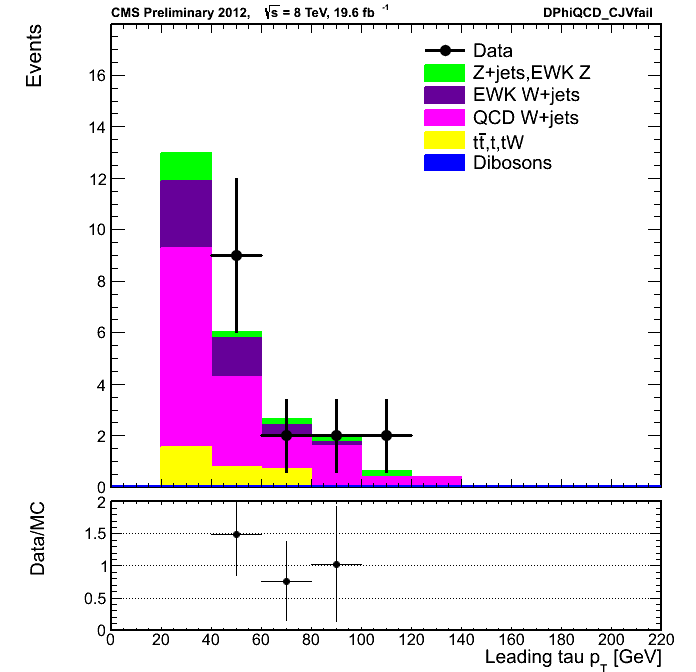 CMS Preliminary 2012, √s = 8 TeV, 19.6 fb⁻¹ DPhiQCD_CJVfail
Events
Data
Z+jets,EWK Z
EWK W+jets
QCD W+jets
tt̅,t,tW
Dibosons
16
14
12
10
8
6
4
2
0
Data/MC
2
1.5
1
0.5
0
0 20 40 60 80 100 120 140 160 180 200 220
Leading tau p_T [GeV]